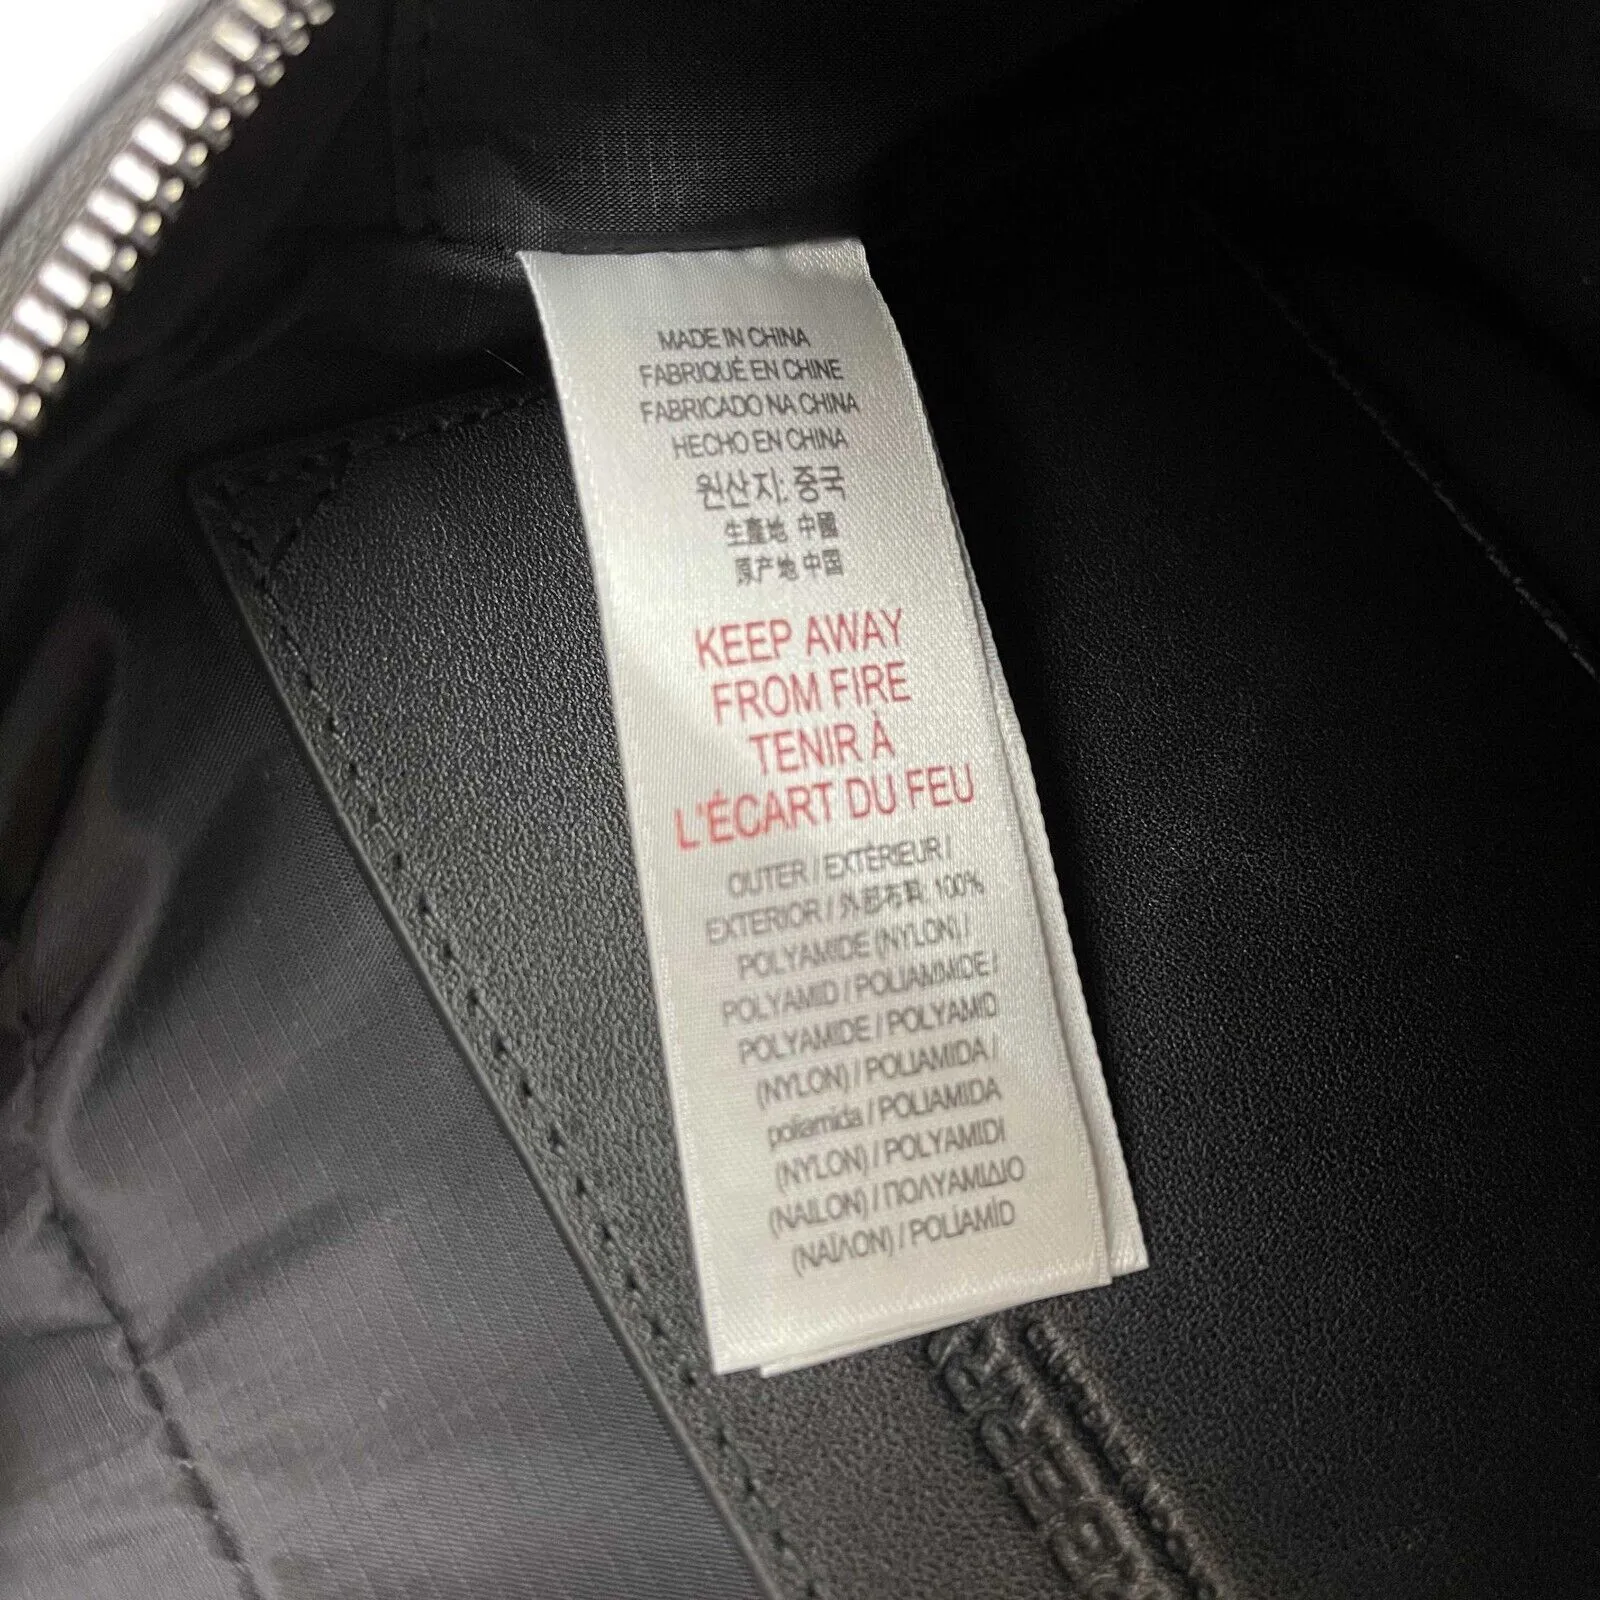 MADE IN CHINA
FABRIQUÉ EN CHINE
FABRICADO NA CHINA
HECHO EN CHINA
원산지: 중국
生產地 中國
原产地 中国
KEEP AWAY
FROM FIRE
TENIR À
L'ÉCART DU FEU
OUTER / EXTÉRIEUR /
EXTERIOR / 外部布料 100%
POLYAMIDE (NYLON) /
POLYAMID / POLIAMMIDE /
POLYAMIDE / POLYAMID
(NYLON) / POLIAMIDA /
poliamida / POLIAMIDA
(NYLON) / POLYAMIDI
(NAILON) / ΠΟΛΥΑΜΙΔΙΟ
(ΝΑΪΛΟΝ) / POLÍAMÍÐ